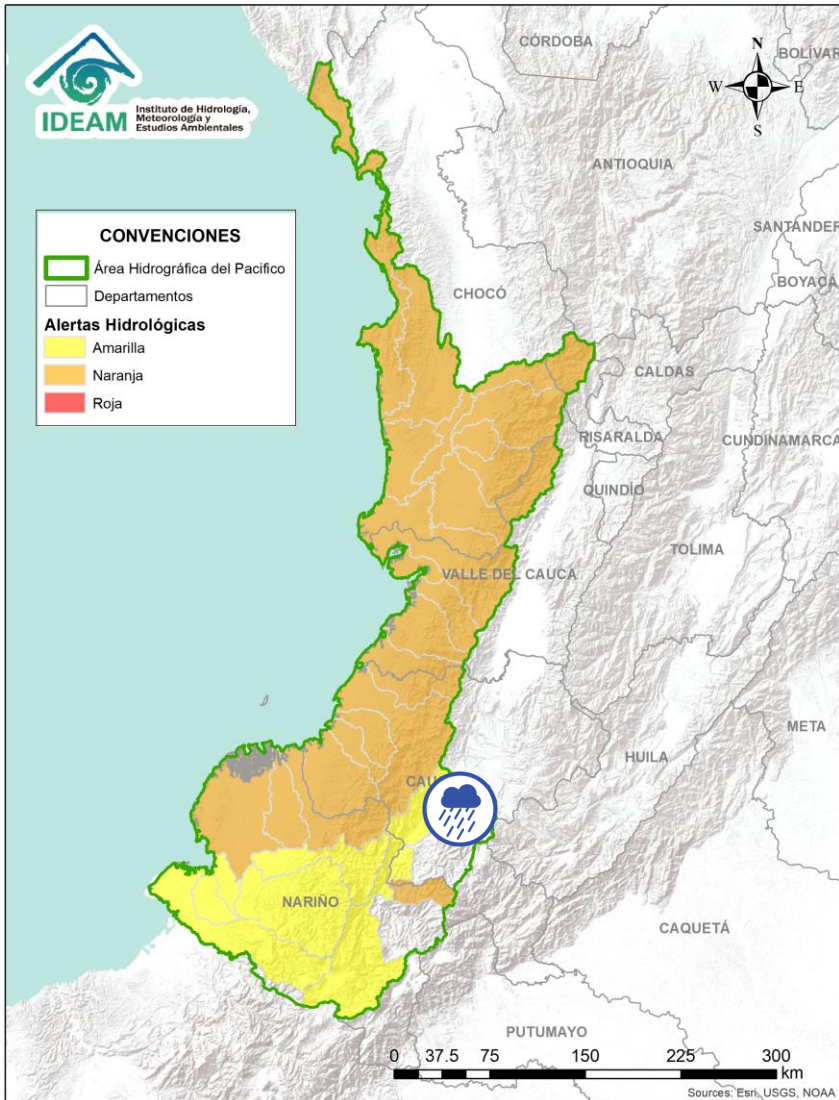 IDEAM
Instituto de Hidrología,
Meteorología y
Estudios Ambientales
N
W
E
S
CÓRDOBA
BOLÍVAR
ANTIOQUIA
SANTANDER
BOYACÁ
CHOCÓ
CALDAS
RISARALDA
CUNDINAMARCA
QUINDÍO
TOLIMA
VALLE DEL CAUCA
META
HUILA
CAU
NARIÑO
CAQUETÁ
PUTUMAYO
CONVENCIONES
Área Hidrográfica del Pacifico
Departamentos
Alertas Hidrológicas
Amarilla
Naranja
Roja
0 37.5 75 150 225 300
km
Sources: Esri, USGS, NOAA